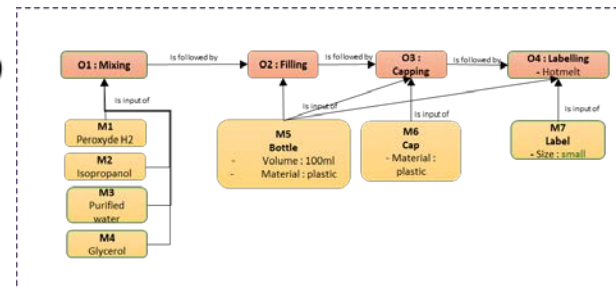 O1 : Mixing
Is followed by
O2 : Filling
Is followed by
O3 :
Capping
Is followed by
O4 : Labelling
- Hotmelt
Is input of
Is input of
Is input of
Is input of
M1
Peroxyde H2
M2
Isopropanol
M3
Purified
water
M4
Glycerol
M5
Bottle
- Volume : 100ml
- Material : plastic
M6
Cap
- Material :
plastic
M7
Label
- Size : small